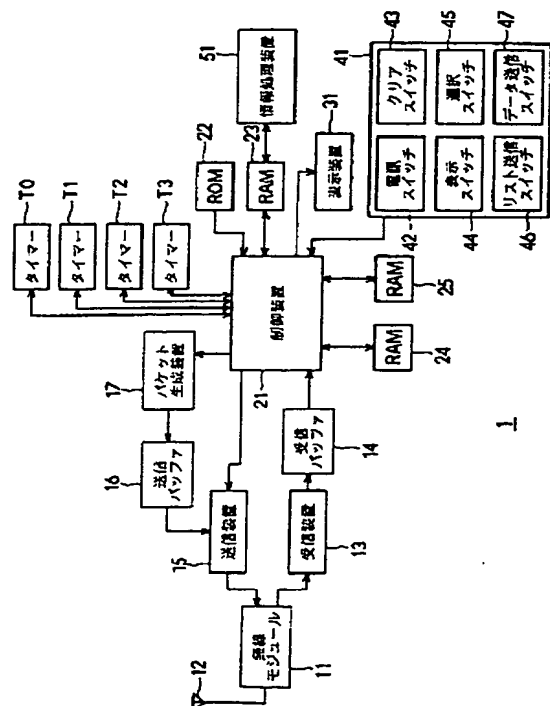 T0
タイマー
T1
タイマー
T2
タイマー
T3
タイマー
17
パケット
生成装置
16
送信
バッファ
15
送信装置
12
無線
モジュール
11
受信装置
13
受信
バッファ
14
制御装置
21
ROM
22
RAM
23
情報処理装置
51
表示装置
31
RAM
24
RAM
25
41
電源
スイッチ
42
クリア
スイッチ
43
表示
スイッチ
44
選択
スイッチ
45
リスト送信
スイッチ
46
データ送信
スイッチ
47
1